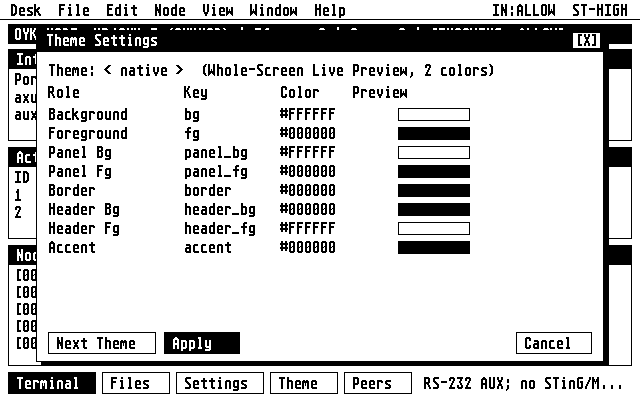 Desk File Edit Node View Window Help IN:ALLOW ST-HIGH
Theme Settings [X]
Theme: < native > (Whole-Screen Live Preview, 2 colors)
Role Key Color Preview
Background bg #FFFFFF
Foreground fg #000000
Panel Bg panel_bg #FFFFFF
Panel Fg panel_fg #000000
Border border #000000
Header Bg header_bg #000000
Header Fg header_fg #FFFFFF
Accent accent #000000
ID
1
2
Next Theme Apply Cancel
Terminal Files Settings Theme Peers RS-232 AUX; no STinG/M...